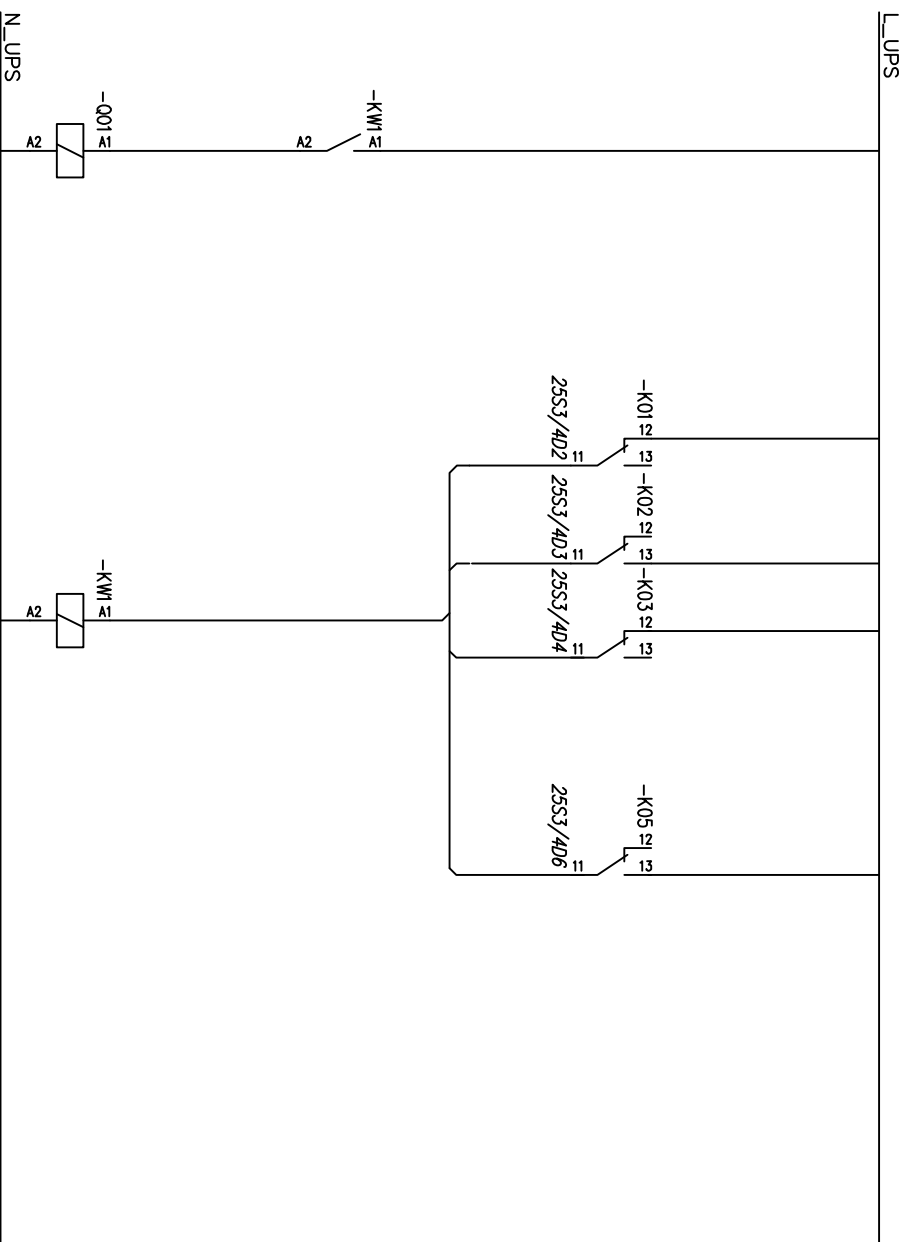 L_UPS
N_UPS
-Q01
A2
A1
-KW1
A2
A1
-K01
12
13
11
25S3/4D2
-K02
12
13
11
25S3/4D3
-K03
12
13
11
25S3/4D4
-K05
12
13
11
25S3/4D6
-KW1
A2
A1